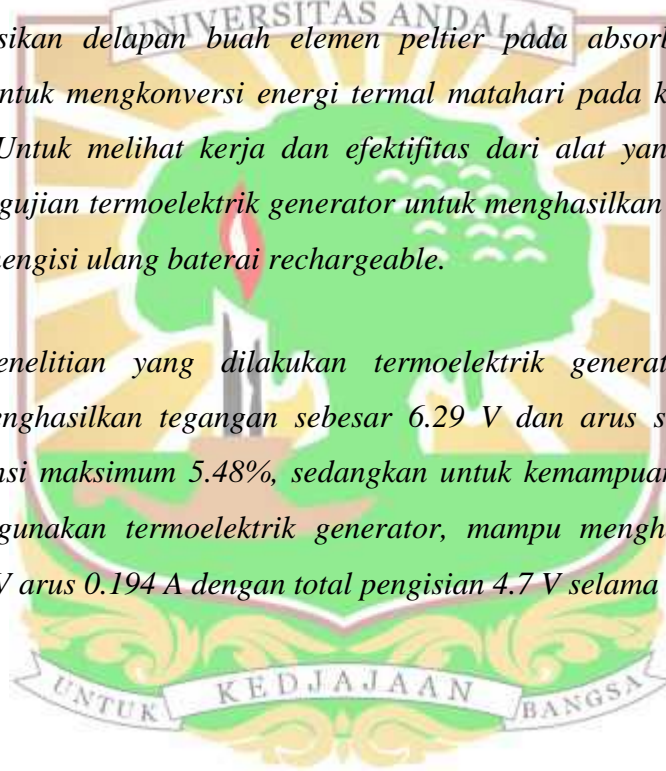 UNIVERSITAS ANDALAS
sikan delapan buah elemen peltier pada absorb
ntuk mengkonversi energi termal matahari pada k
Untuk melihat kerja dan efektifitas dari alat yan
gujian termoelektrik generator untuk menghasilkan
nengisi ulang baterai rechargeable.
enelitian yang dilakukan termoelektrik generat
enghasilkan tegangan sebesar 6.29 V dan arus s
nsi maksimum 5.48%, sedangkan untuk kemampuan
gunakan termoelektrik generator, mampu mengh
V arus 0.194 A dengan total pengisian 4.7 V selama
UNTUK KEDJAJAAN BANGSA